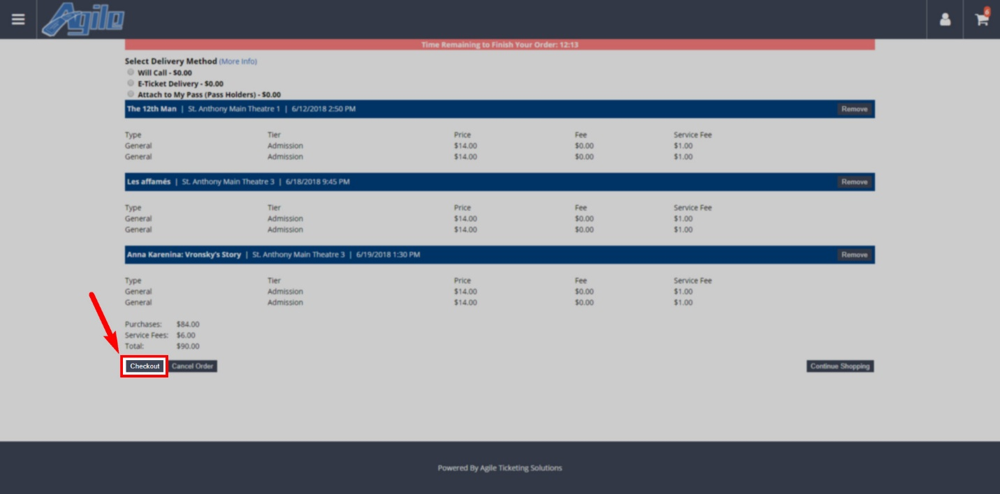 Agile
6
Time Remaining to Finish Your Order: 12:13
Select Delivery Method (More Info)
Will Call - $0.00
E-Ticket Delivery - $0.00
Attach to My Pass (Pass Holders) - $0.00
The 12th Man | St. Anthony Main Theatre 1 | 6/12/2018 2:50 PM Remove
Type Tier Price Fee Service Fee
General Admission $14.00 $0.00 $1.00
General Admission $14.00 $0.00 $1.00
Les affamés | St. Anthony Main Theatre 3 | 6/18/2018 9:45 PM Remove
Type Tier Price Fee Service Fee
General Admission $14.00 $0.00 $1.00
General Admission $14.00 $0.00 $1.00
Anna Karenina: Vronsky's Story | St. Anthony Main Theatre 3 | 6/19/2018 1:30 PM Remove
Type Tier Price Fee Service Fee
General Admission $14.00 $0.00 $1.00
General Admission $14.00 $0.00 $1.00
Purchases: $84.00
Service Fees: $6.00
Total: $90.00
Checkout Cancel Order Continue Shopping
Powered By Agile Ticketing Solutions